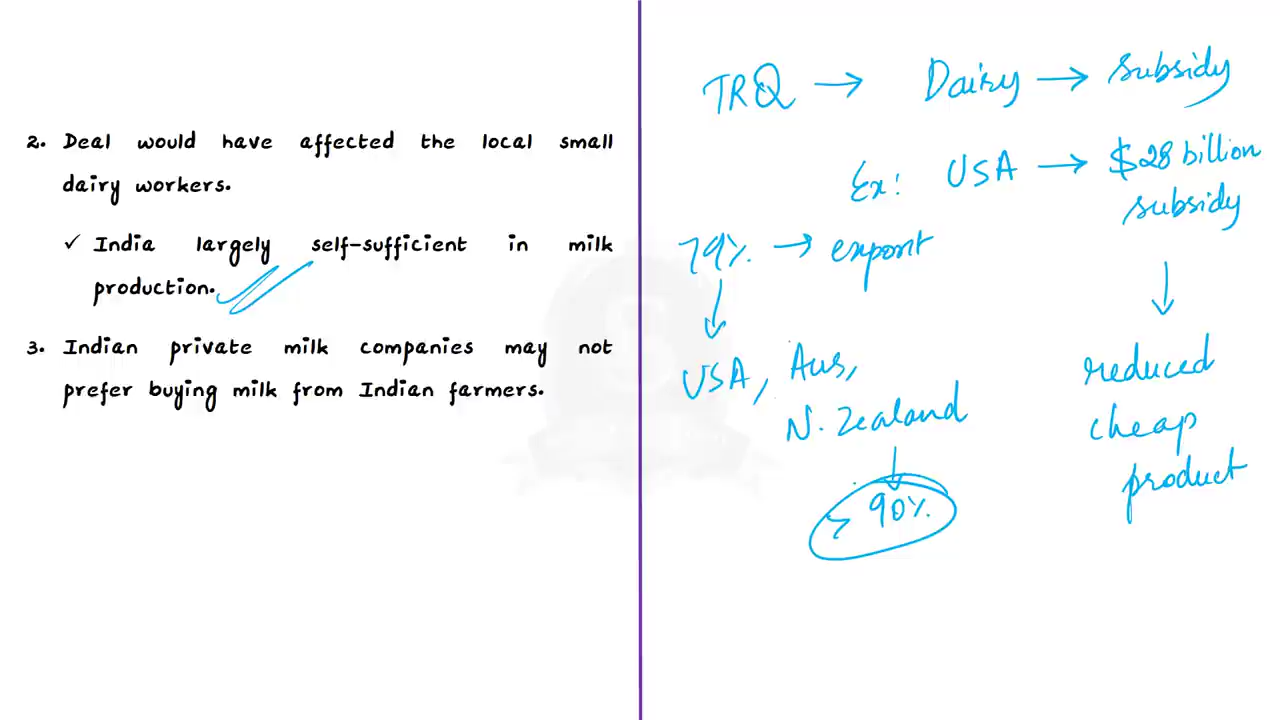 2. Deal would have affected the local small
dairy workers.
✓ India largely self-sufficient in milk
production.
3. Indian private milk companies may not
prefer buying milk from Indian farmers.
TRQ → Dairy → subsidy
Ex: USA → $28 billion
subsidy
79% → export
USA, Aus,
N. Zealand
> 90%
reduced
cheap
product